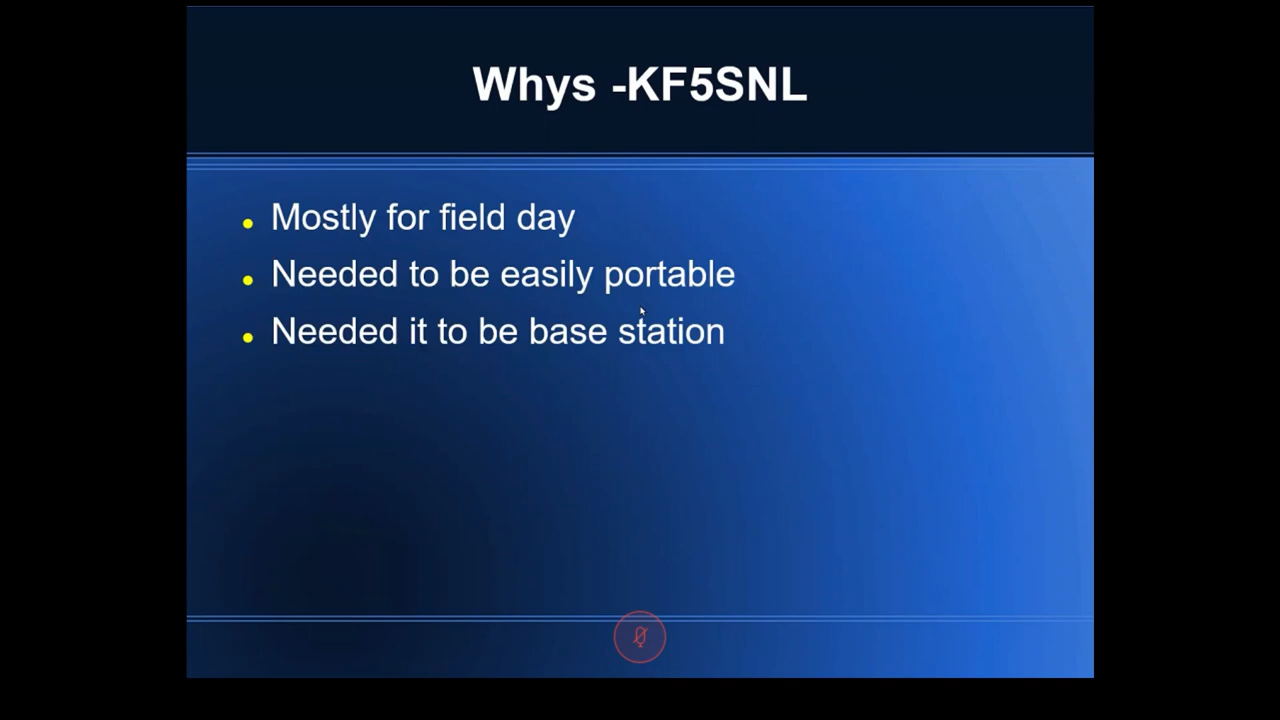 Whys -KF5SNL
Mostly for field day
Needed to be easily portable
Needed it to be base station